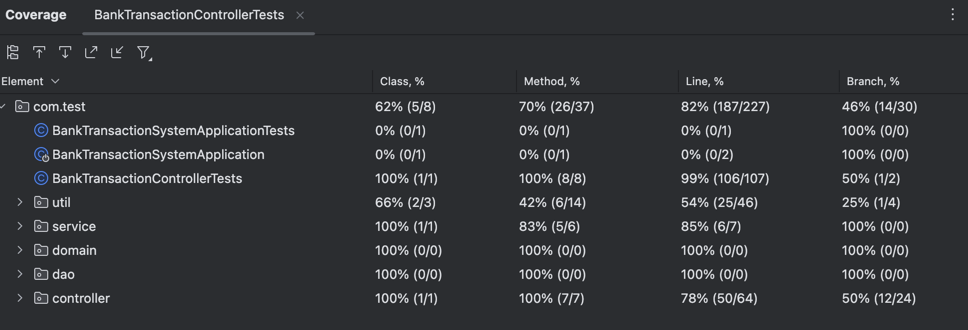 Coverage BankTransactionControllerTests
Element Class, % Method, % Line, % Branch, %
com.test 62% (5/8) 70% (26/37) 82% (187/227) 46% (14/30)
BankTransactionSystemApplicationTests 0% (0/1) 0% (0/1) 0% (0/1) 100% (0/0)
BankTransactionSystemApplication 0% (0/1) 0% (0/1) 0% (0/2) 100% (0/0)
BankTransactionControllerTests 100% (1/1) 100% (8/8) 99% (106/107) 50% (1/2)
util 66% (2/3) 42% (6/14) 54% (25/46) 25% (1/4)
service 100% (1/1) 83% (5/6) 85% (6/7) 100% (0/0)
domain 100% (0/0) 100% (0/0) 100% (0/0) 100% (0/0)
dao 100% (0/0) 100% (0/0) 100% (0/0) 100% (0/0)
controller 100% (1/1) 100% (7/7) 78% (50/64) 50% (12/24)